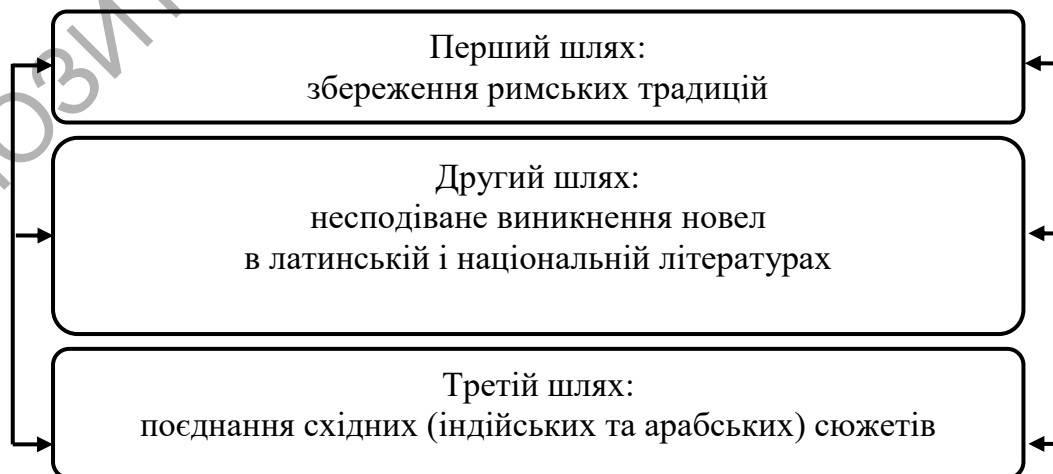 Перший шлях:
збереження римських традицій
Другий шлях:
несподіване виникнення новел
в латинській і національній літературах
Третій шлях:
поєднання східних (індійських та арабських) сюжетів